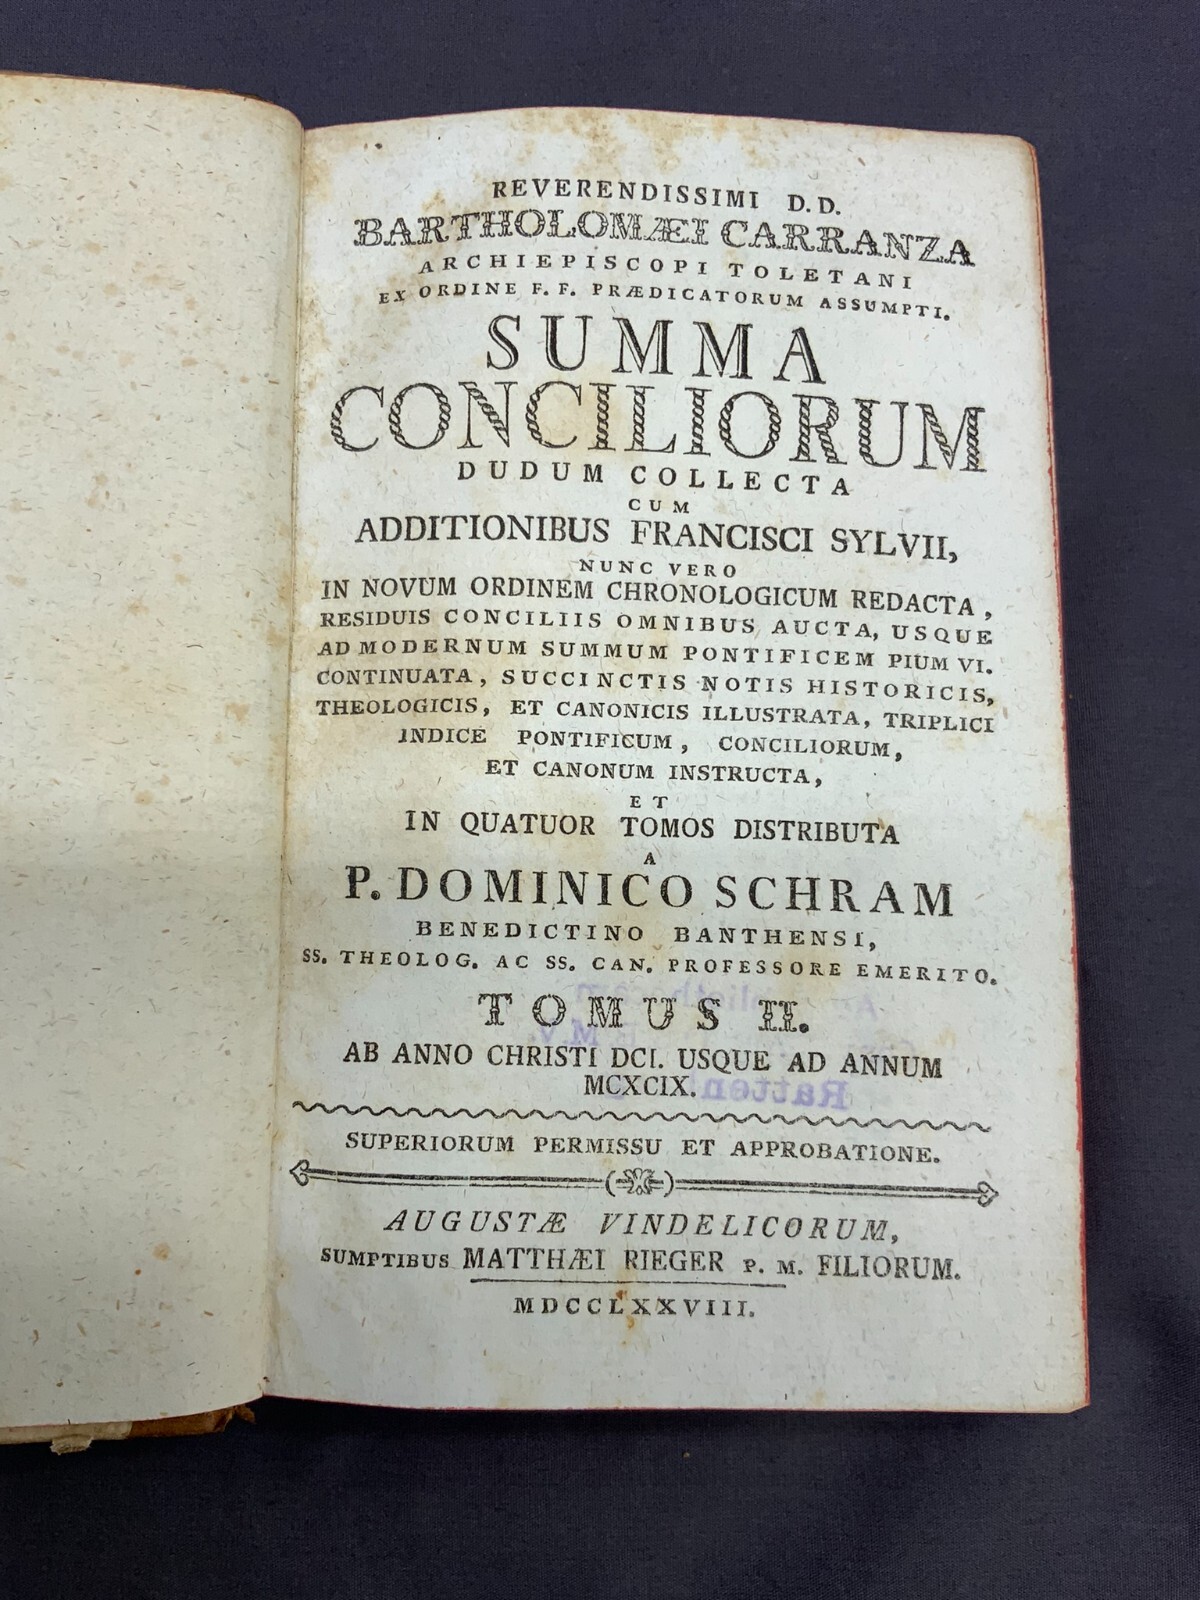 REVERENDISSIMI D.D.
BARTHOLOMÆI CARRANZA
ARCHIEPISCOPI TOLETANI
EX ORDINE F. F. PRÆDICATORUM ASSUMPTI.
SUMMA
CONCILIORUM
DUDUM COLLECTA
CUM
ADDITIONIBUS FRANCISCI SYLVII,
NUNC VERO
IN NOVUM ORDINEM CHRONOLOGICUM REDACTA,
RESIDUIS CONCILIIS OMNIBUS AUCTA, USQUE
AD MODERNUM SUMMUM PONTIFICEM PIUM VI.
CONTINUATA, SUCCINCTIS NOTIS HISTORICIS,
THEOLOGICIS, ET CANONICIS ILLUSTRATA, TRIPLICI
INDICE PONTIFICUM, CONCILIORUM,
ET CANONUM INSTRUCTA,
ET
IN QUATUOR TOMOS DISTRIBUTA
A
P. DOMINICO SCHRAM
BENEDICTINO BANTHENSI,
SS. THEOLOG. AC SS. CAN. PROFESSORE EMERITO.
TOMUS II.
AB ANNO CHRISTI DCI. USQUE AD ANNUM
MCXCIX.
SUPERIORUM PERMISSU ET APPROBATIONE.
AUGUSTÆ VINDELICORUM,
SUMPTIBUS MATTHÆI RIEGER P. M. FILIORUM.
MDCCLXXVIII.